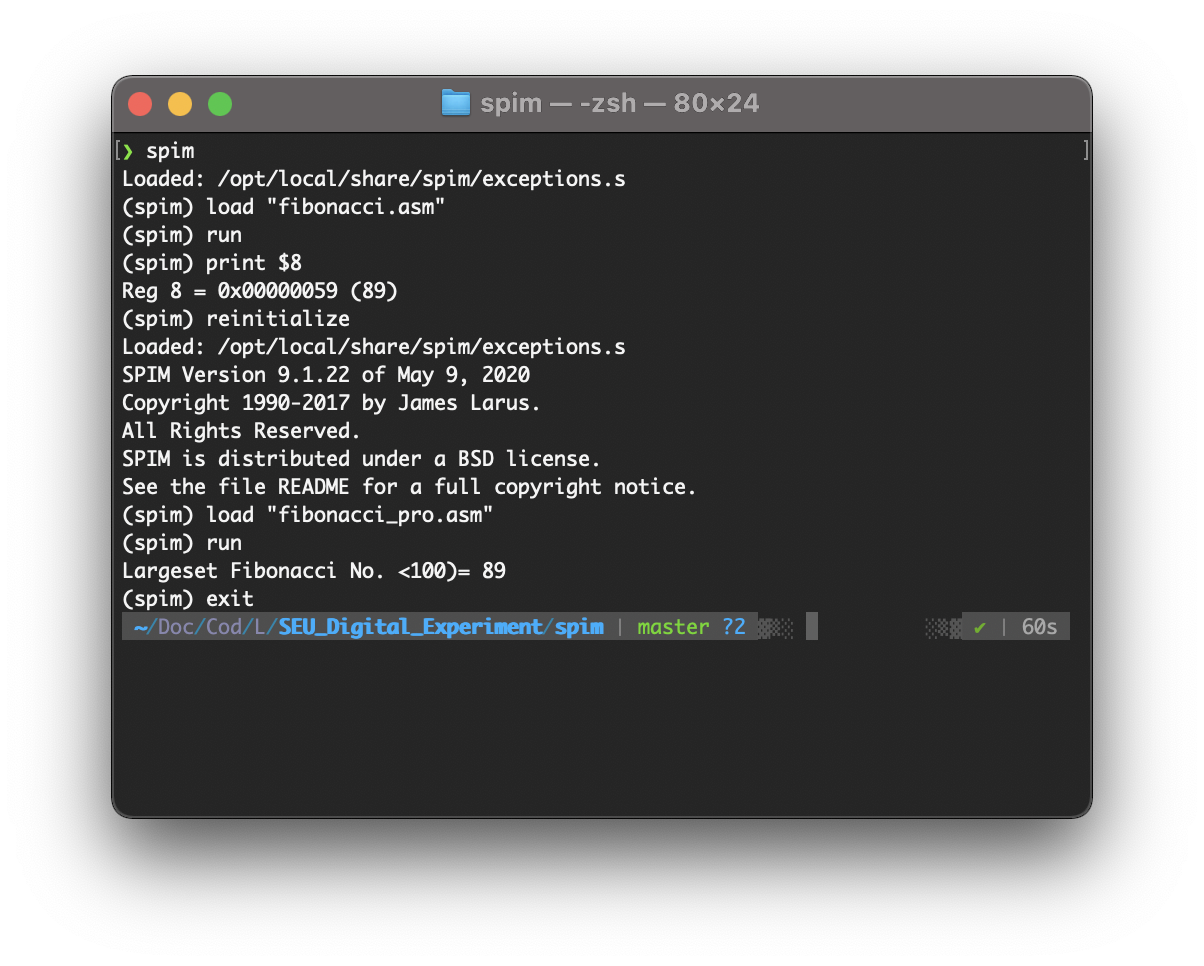 spim — -zsh — 80×24
[❯ spim ]
Loaded: /opt/local/share/spim/exceptions.s
(spim) load "fibonacci.asm"
(spim) run
(spim) print $8
Reg 8 = 0x00000059 (89)
(spim) reinitialize
Loaded: /opt/local/share/spim/exceptions.s
SPIM Version 9.1.22 of May 9, 2020
Copyright 1990-2017 by James Larus.
All Rights Reserved.
SPIM is distributed under a BSD license.
See the file README for a full copyright notice.
(spim) load "fibonacci_pro.asm"
(spim) run
Largeset Fibonacci No. <100)= 89
(spim) exit
~/Doc/Cod/L/SEU_Digital_Experiment/spim | master ?2 ✔ | 60s